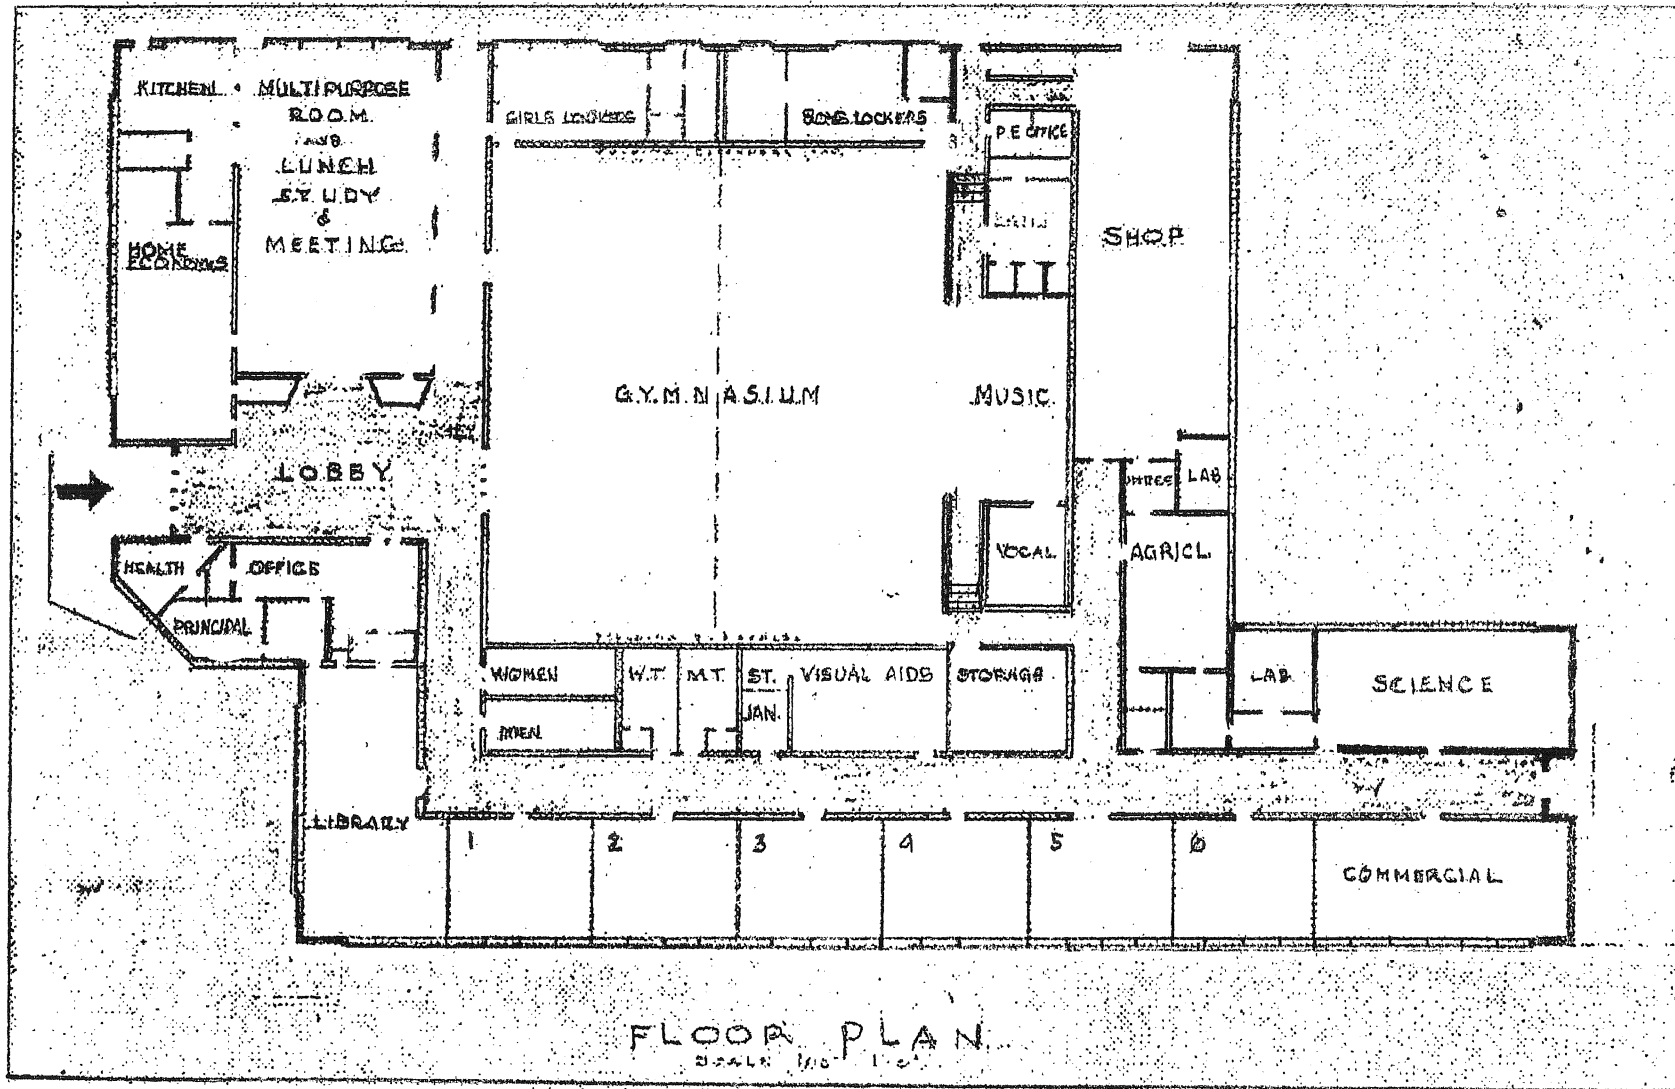 KITCHEN
MULTIPURPOSE
ROOM
LUNCH
STUDY
&
MEETING
HOME
ECONOMICS
GIRLS LOCKERS
BOYS LOCKERS
P.E. OFFICE
SHOP
GYMNASIUM
MUSIC
LOBBY
LAB
VOCAL
AGRICL.
HEALTH
OFFICE
PRINCIPAL
WOMEN
MEN
W.T.
M.T.
ST.
JAN.
VISUAL AIDS
STORAGE
LAB
SCIENCE
LIBRARY
1
2
3
4
5
6
COMMERCIAL
FLOOR PLAN
SCALE